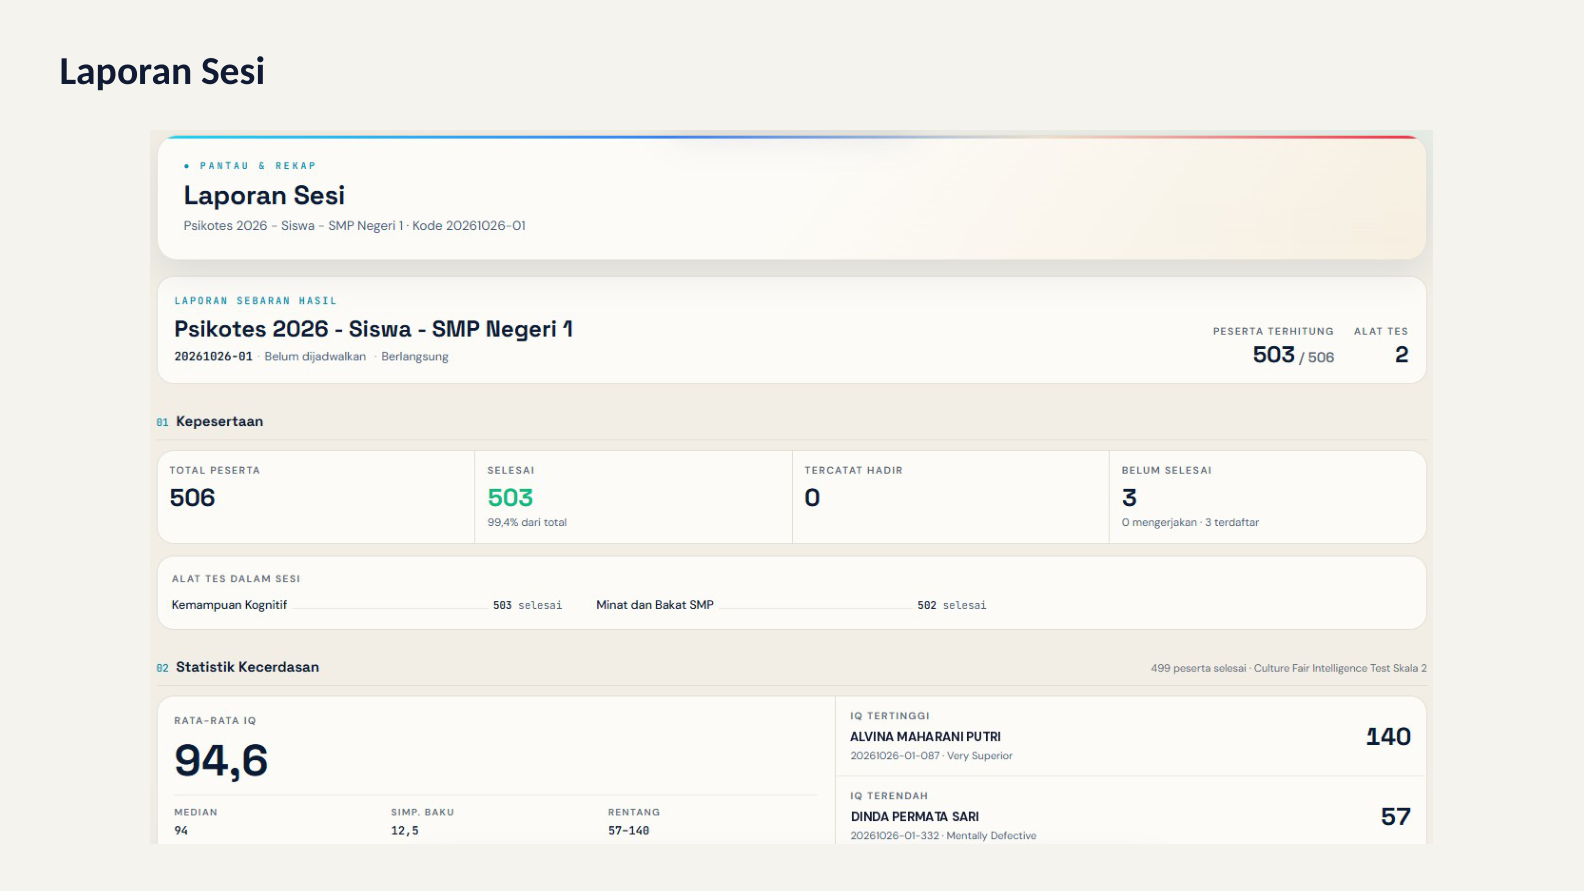 Laporan Sesi
• PANTAU & REKAP
Laporan Sesi
Psikotes 2026 - Siswa - SMP Negeri 1 · Kode 20261026-01
LAPORAN SEBARAN HASIL
Psikotes 2026 - Siswa - SMP Negeri 1
20261026-01 · Belum dijadwalkan · Berlangsung
PESERTA TERHITUNG
503 / 506
ALAT TES
2
01 Kepesertaan
TOTAL PESERTA
506
SELESAI
503
99,4% dari total
TERCATAT HADIR
0
BELUM SELESAI
3
0 mengerjakan · 3 terdaftar
ALAT TES DALAM SESI
Kemampuan Kognitif 503 selesai
Minat dan Bakat SMP 502 selesai
02 Statistik Kecerdasan
499 peserta selesai · Culture Fair Intelligence Test Skala 2
RATA-RATA IQ
94,6
MEDIAN
94
SIMP. BAKU
12,5
RENTANG
57–140
IQ TERTINGGI
ALVINA MAHARANI PUTRI
20261026-01-087 · Very Superior
140
IQ TERENDAH
DINDA PERMATA SARI
20261026-01-332 · Mentally Defective
57